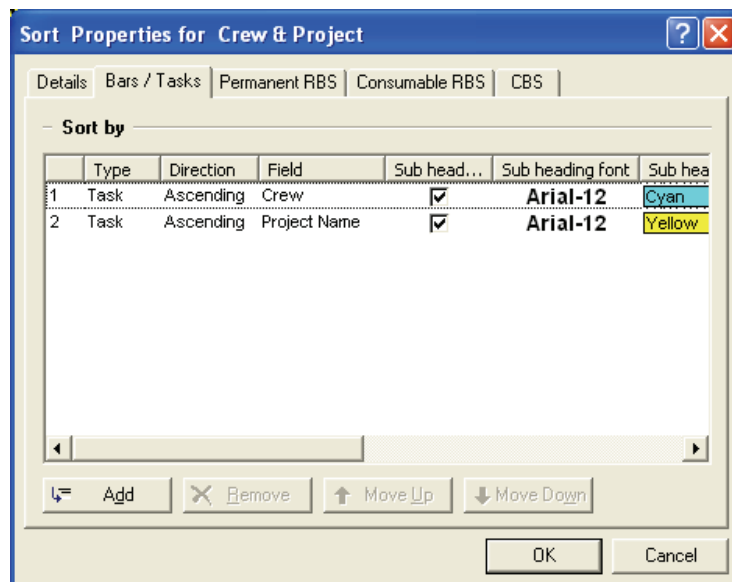 Sort Properties for Crew & Project
Details Bars / Tasks Permanent RBS Consumable RBS CBS
Sort by
Type Direction Field Sub head... Sub heading font Sub hea
1 Task Ascending Crew Arial-12 Cyan
2 Task Ascending Project Name Arial-12 Yellow
Add Remove Move Up Move Down
OK Cancel